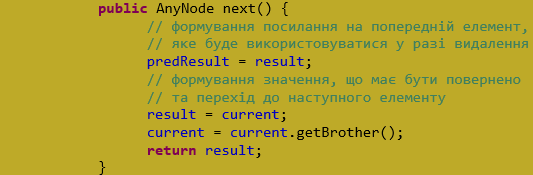 public AnyNode next() {
// формування посилання на попередній елемент,
// яке буде використовуватися у разі видалення
predResult = result;
// формування значення, що має бути повернено
// та перехід до наступного елементу
result = current;
current = current.getBrother();
return result;
}